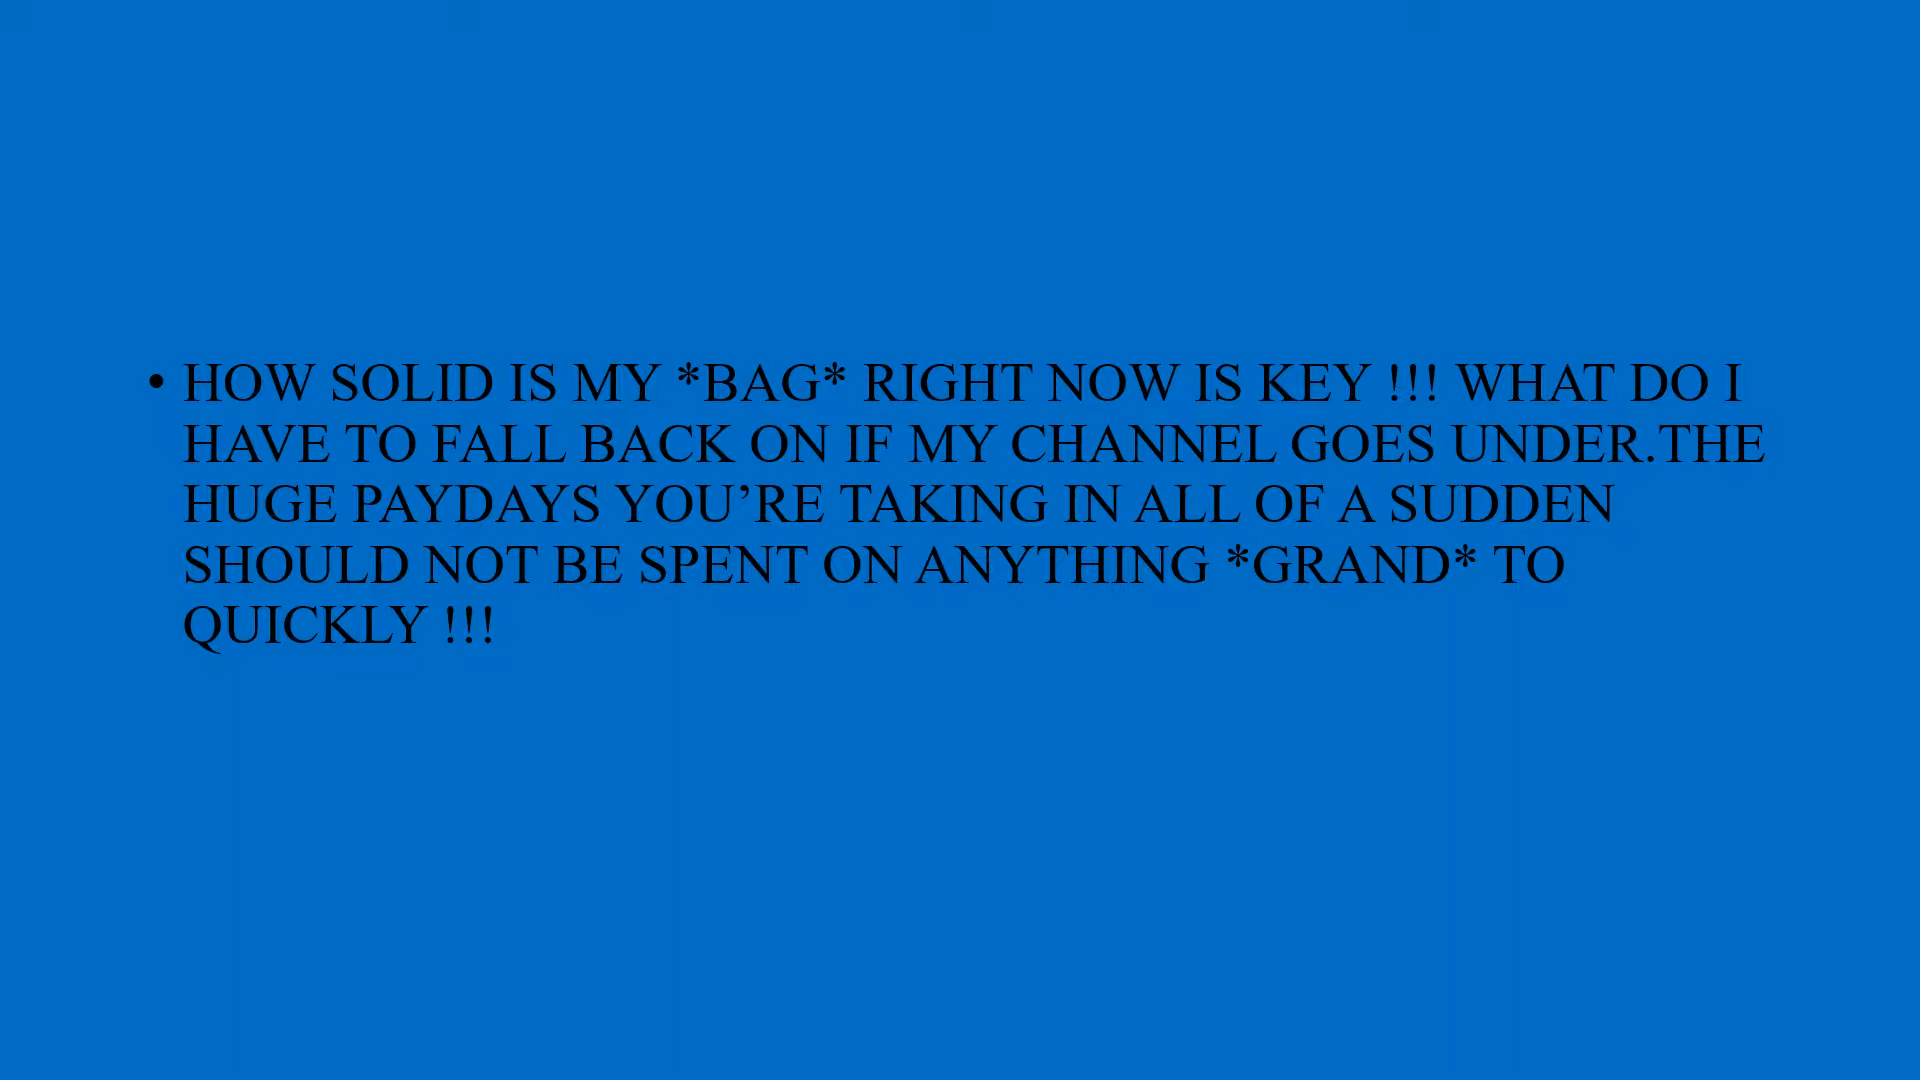 • HOW SOLID IS MY *BAG* RIGHT NOW IS KEY !!! WHAT DO I
HAVE TO FALL BACK ON IF MY CHANNEL GOES UNDER.THE
HUGE PAYDAYS YOU’RE TAKING IN ALL OF A SUDDEN
SHOULD NOT BE SPENT ON ANYTHING *GRAND* TO
QUICKLY !!!